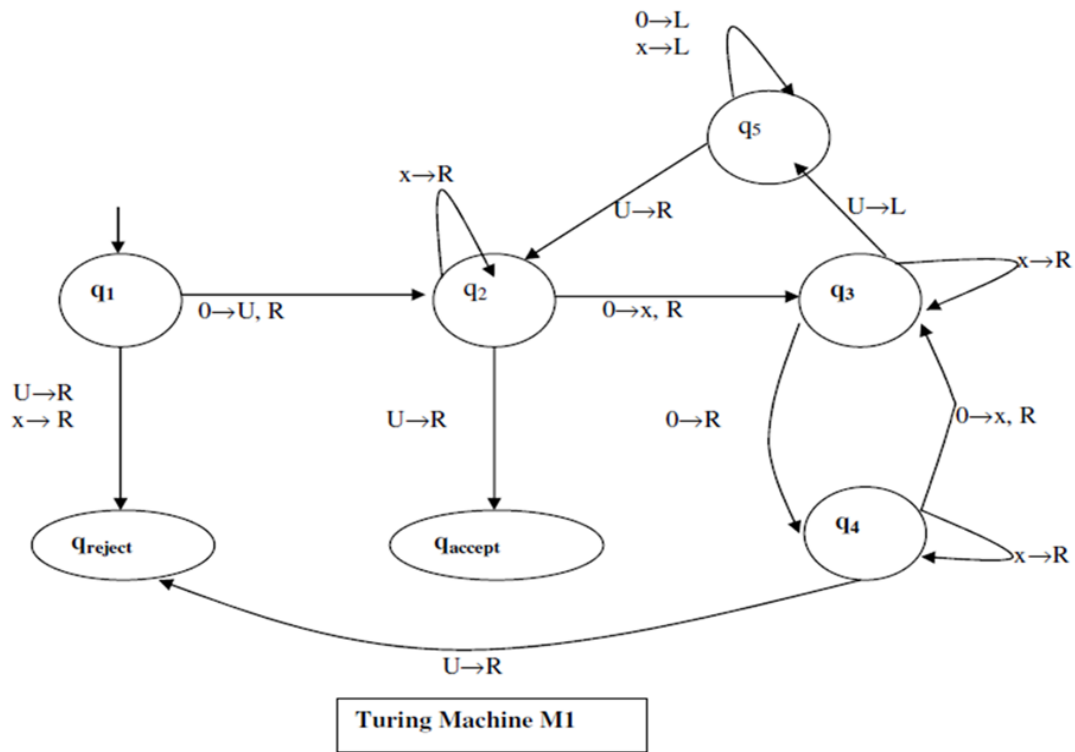 0→L
x→L
q5
x→R
U→R
U→L
q1
q2
q3
x→R
0→U, R
0→x, R
U→R
x→ R
U→R
0→R
0→x, R
qreject
qaccept
q4
x→R
U→R
Turing Machine M1